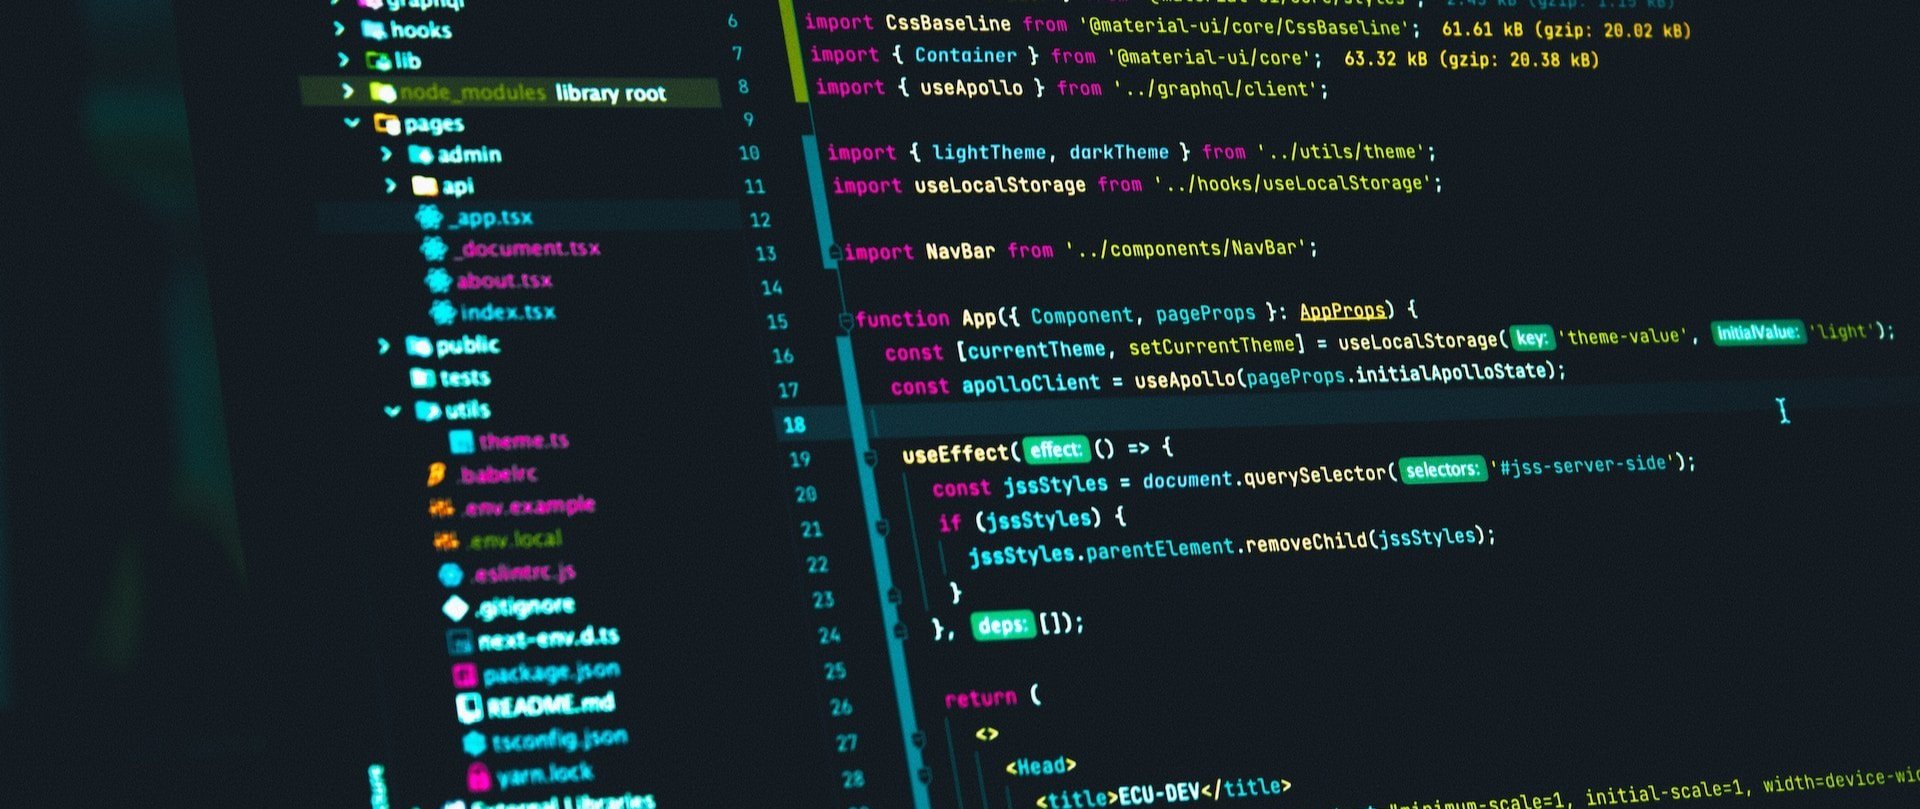 graphql
hooks
lib
node_modules library root
pages
admin
api
_app.tsx
_document.tsx
about.tsx
index.tsx
public
tests
utils
theme.ts
.babelrc
.env.example
.env.local
.eslintrc.js
.gitignore
next-env.d.ts
package.json
README.md
tsconfig.json
yarn.lock
External Libraries
6 import CssBaseline from '@material-ui/core/CssBaseline'; 61.61 kB (gzip: 20.02 kB)
7 import { Container } from '@material-ui/core'; 63.32 kB (gzip: 20.38 kB)
8 import { useApollo } from '../graphql/client';
9
10 import { lightTheme, darkTheme } from '../utils/theme';
11 import useLocalStorage from '../hooks/useLocalStorage';
12
13 import NavBar from '../components/NavBar';
14
15 function App({ Component, pageProps }: AppProps) {
16 const [currentTheme, setCurrentTheme] = useLocalStorage( key: 'theme-value', initialValue: 'light');
17 const apolloClient = useApollo(pageProps.initialApolloState);
18
19 useEffect( effect: () => {
20 const jssStyles = document.querySelector( selectors: '#jss-server-side');
21 if (jssStyles) {
22 jssStyles.parentElement.removeChild(jssStyles);
23 }
24 }, deps: []);
25
26 return (
27 <>
28 <Head>
<title>ECU-DEV</title>
"minimum-scale=1, initial-scale=1, width=device-wi